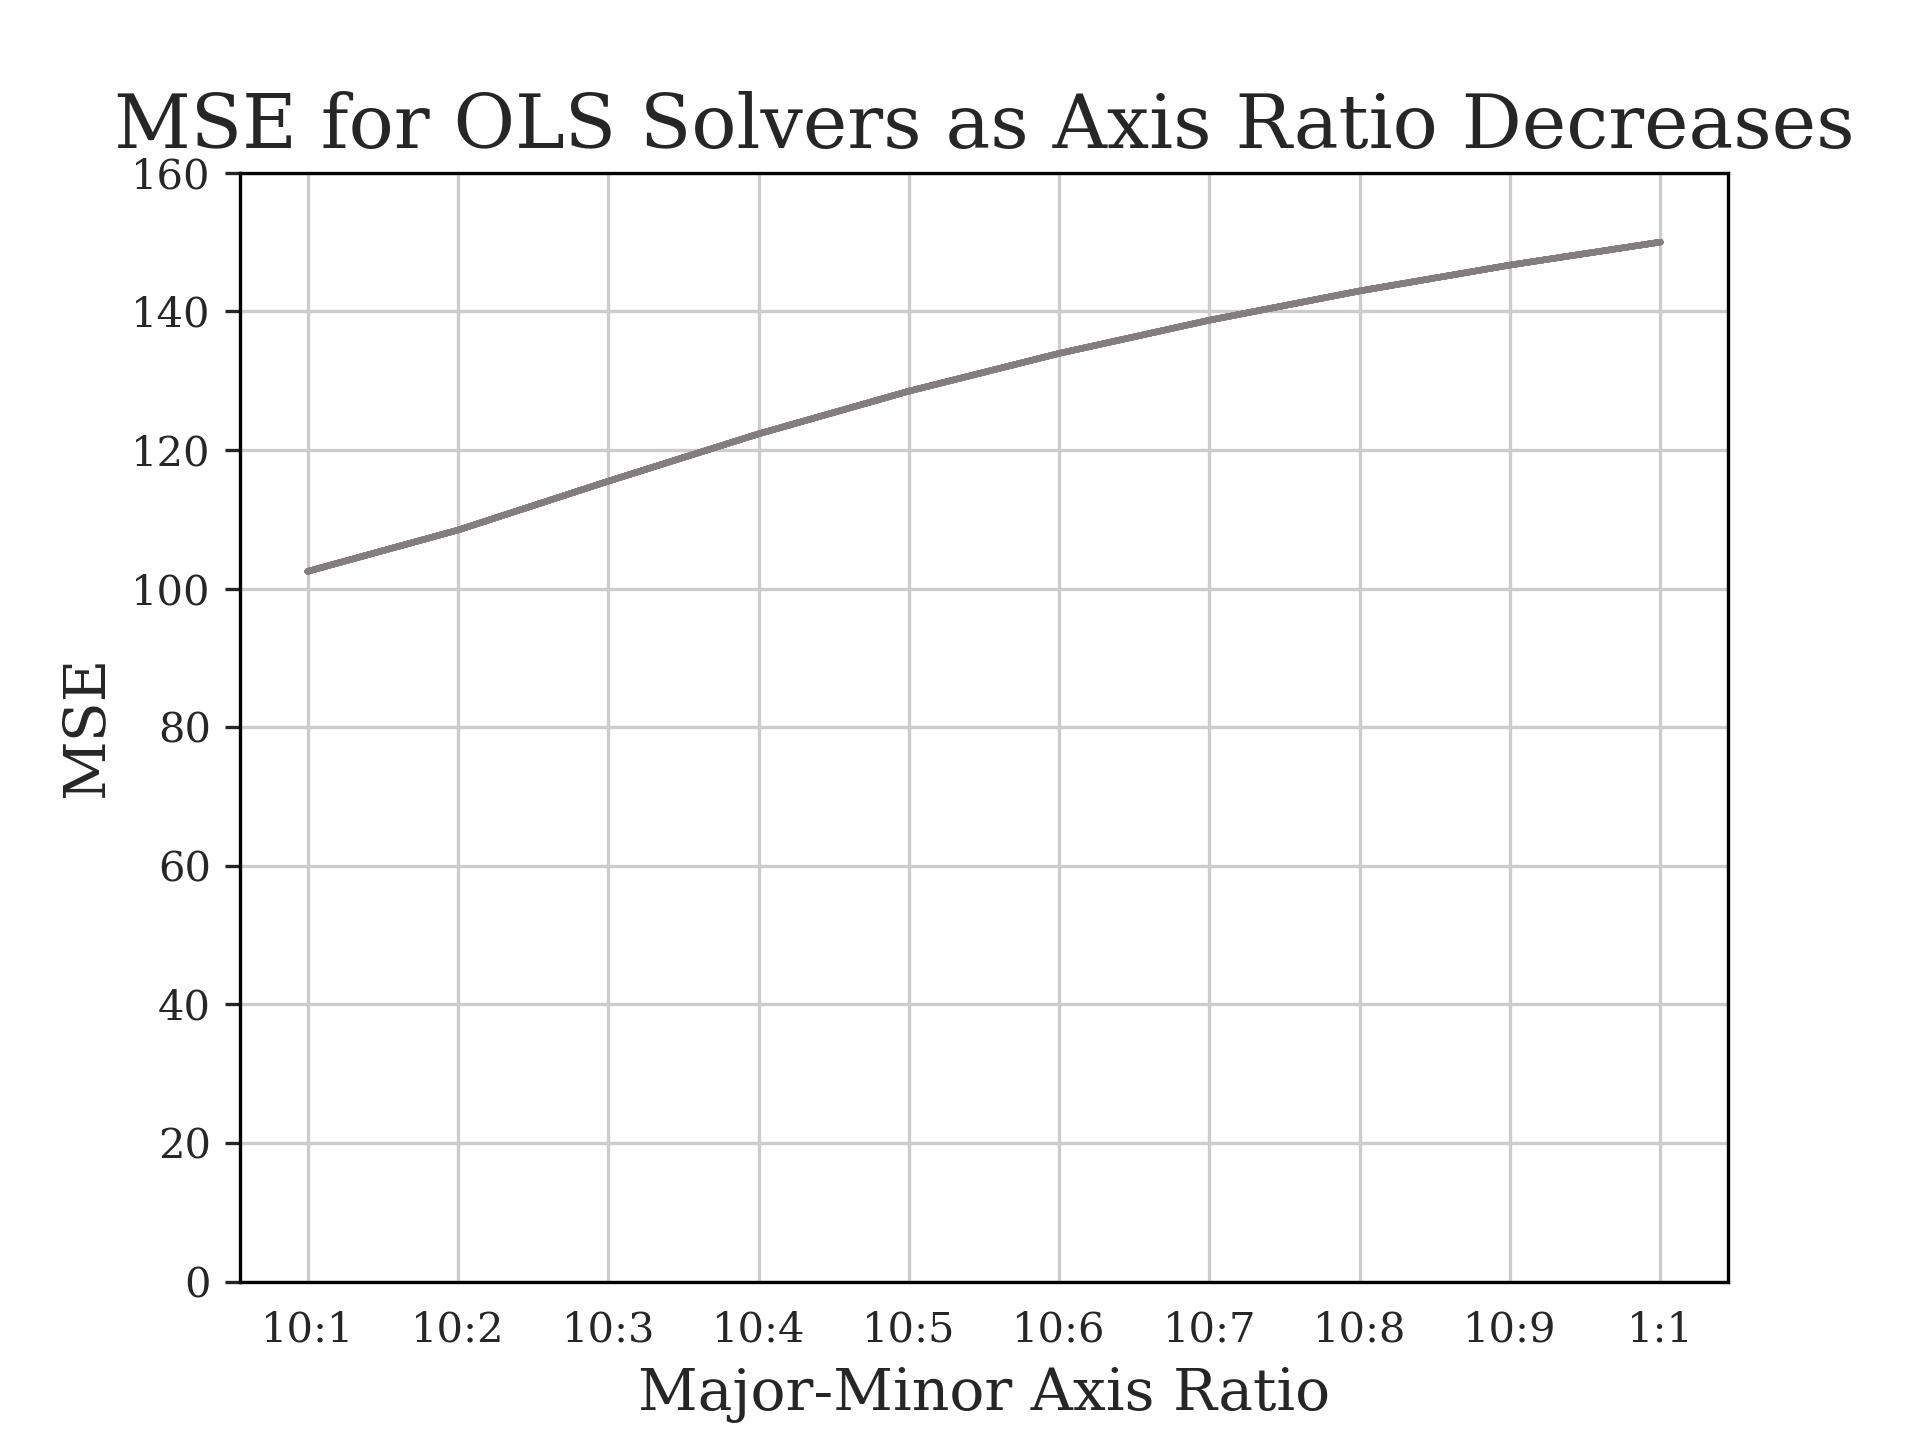 MSE for OLS Solvers as Axis Ratio Decreases
160
140
120
100
80
60
40
20
0
MSE
10:1 10:2 10:3 10:4 10:5 10:6 10:7 10:8 10:9 1:1
Major-Minor Axis Ratio